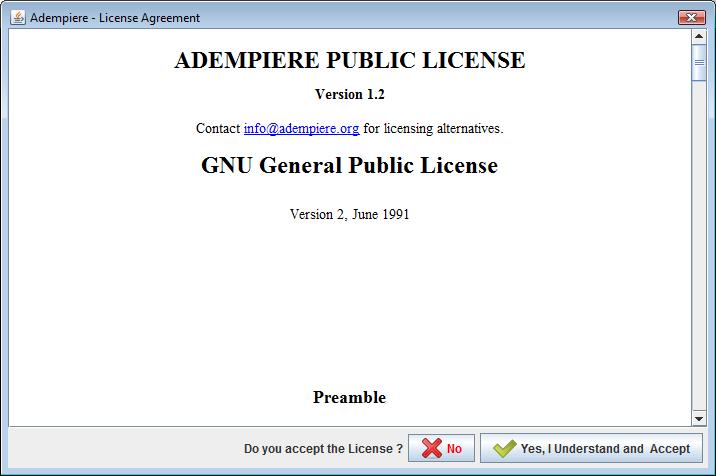 Adempiere - License Agreement
ADEMPIERE PUBLIC LICENSE
Version 1.2
Contact info@adempiere.org for licensing alternatives.
GNU General Public License
Version 2, June 1991
Preamble
Do you accept the License ? No Yes, I Understand and Accept